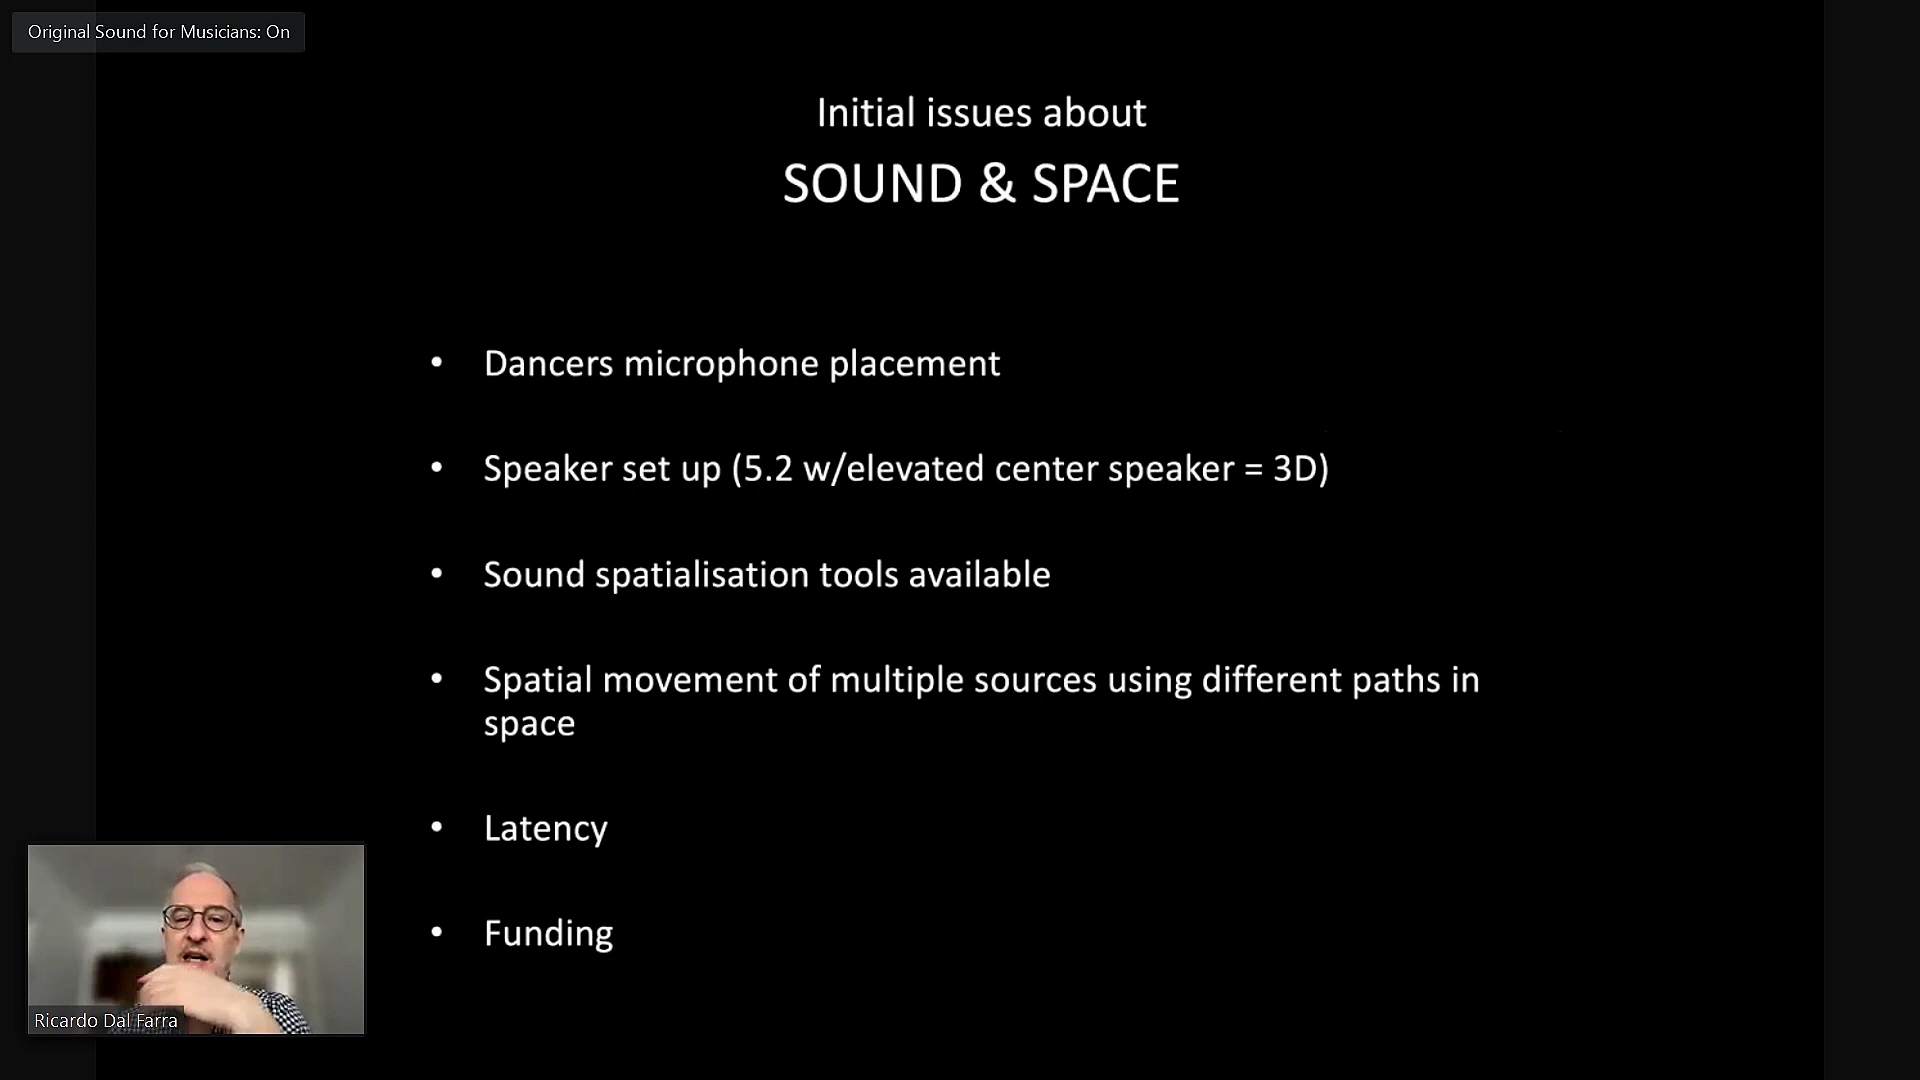 Original Sound for Musicians: On
Initial issues about
SOUND & SPACE
• Dancers microphone placement
• Speaker set up (5.2 w/elevated center speaker = 3D)
• Sound spatialisation tools available
• Spatial movement of multiple sources using different paths in
space
• Latency
• Funding
Ricardo Dal Farra